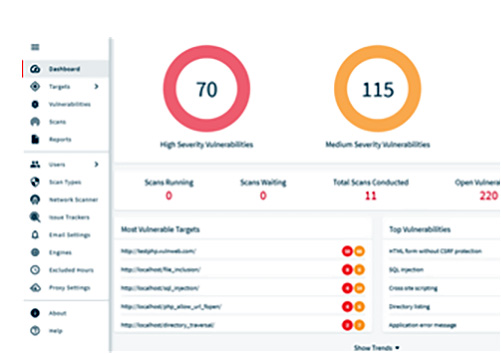 Dashboard
Targets
Vulnerabilities
Scans
Reports
Users
Scan Types
Network Scanner
Issue Trackers
Email Settings
Engines
Excluded Hours
Proxy Settings
About
Help
70
High Severity Vulnerabilities
115
Medium Severity Vulnerabilities
Scans Running
0
Scans Waiting
0
Total Scans Conducted
11
Open Vulnera
220
Most Vulnerable Targets
http://testphp.vulnweb.com/
http://localhost/file_inclusion/
http://localhost/sql_injection/
http://localhost/php_allow_url_fopen/
http://localhost/directory_traversal/
Top Vulnerabilities
HTML form without CSRF protection
SQL injection
Cross site scripting
Directory listing
Application error message
Show Trends